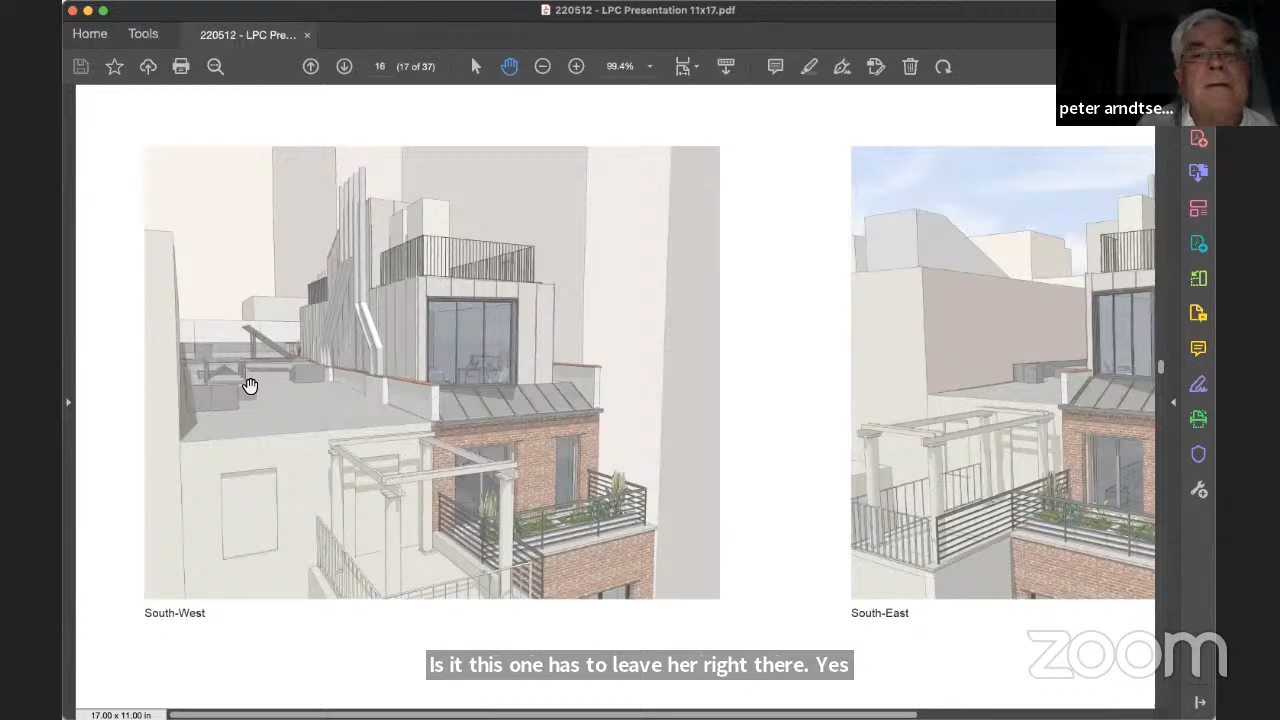 220512 - LPC Presentation 11x17.pdf
Home
Tools
220512 - LPC Pre...
×
16
(17 of 37)
99.4%
peter arndtse...
South-West
South-East
Is it this one has to leave her right there. Yes
zoom
17.00 x 11.00 in